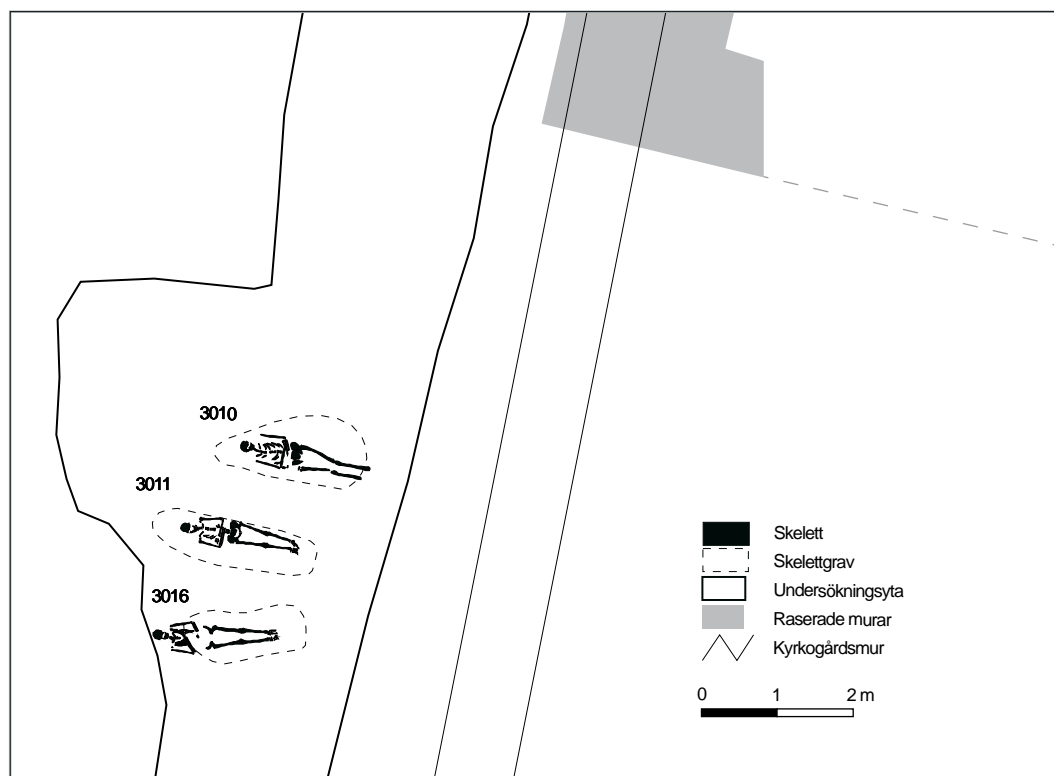 3010
3011
3016
Skelett
Skelettgrav
Undersökningsyta
Raserade murar
Kyrkogårdsmur
0 1 2 m